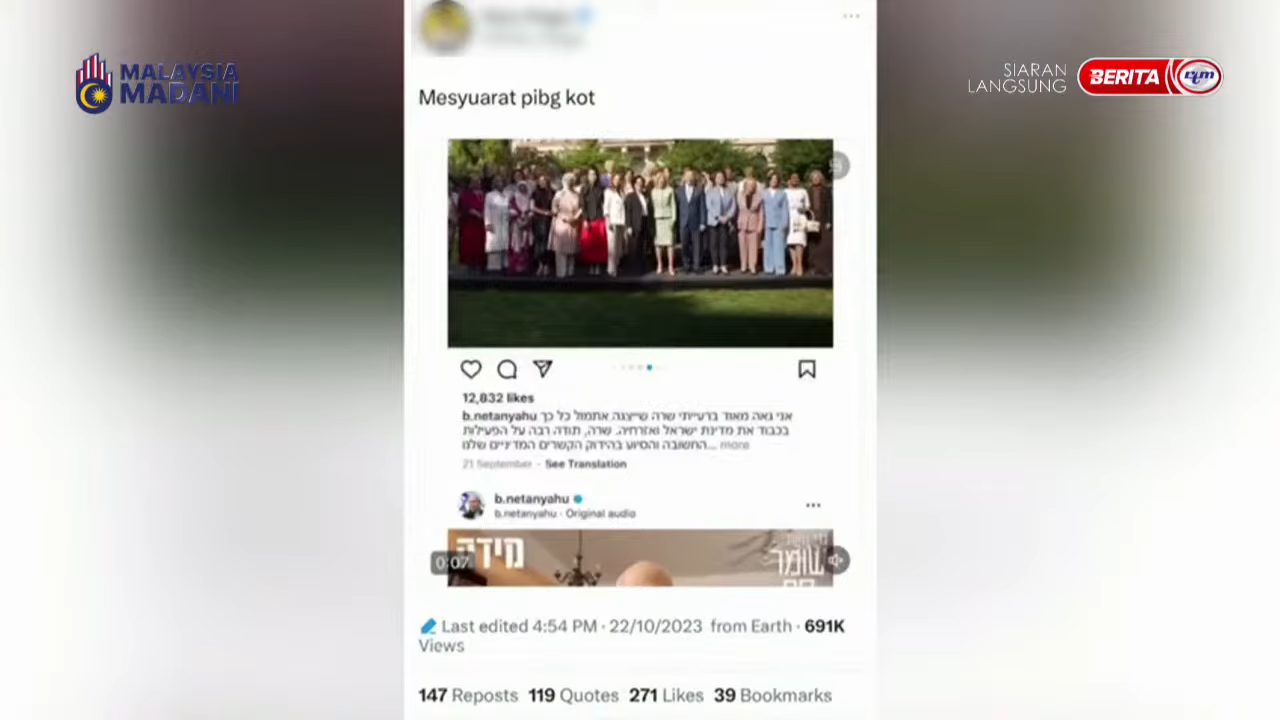 MALAYSIA
MADANI
SIARAN
LANGSUNG
BERITA
rtm
Mesyuarat pibg kot
12,832 likes
b.netanyahu אני גאה מאוד ברעייתי שרה שייצגה אתמול כל כך
בכבוד את מדינת ישראל ואזרחיה. שרה, תודה רבה על הפעילות
החשובה והסיוע בהידוק הקשרים המדיניים שלנו... more
21 September · See Translation
b.netanyahu
b.netanyahu · Original audio
מידה
שומר
0:07
Last edited 4:54 PM · 22/10/2023 from Earth · 691K
Views
147 Reposts 119 Quotes 271 Likes 39 Bookmarks